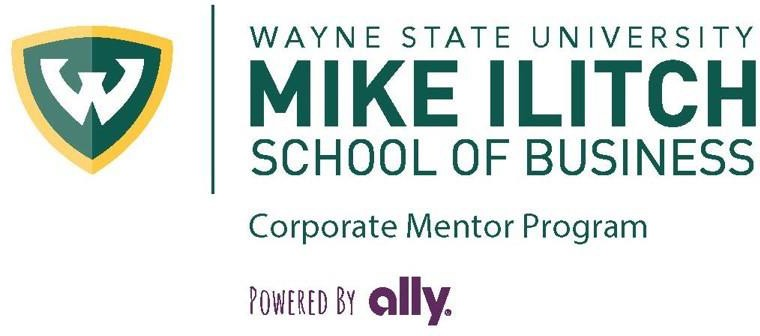 W
WAYNE STATE UNIVERSITY
MIKE ILITCH
SCHOOL OF BUSINESS
Corporate Mentor Program
POWERED BY ally®